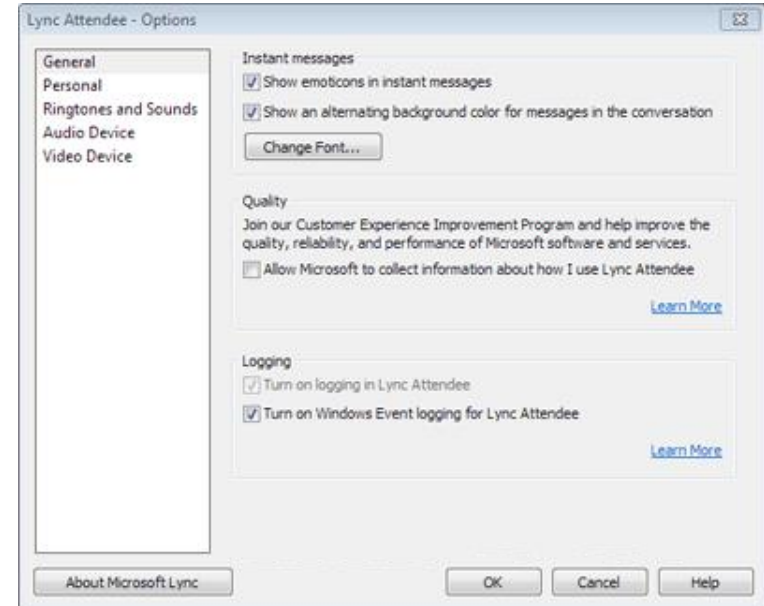 Lync Attendee - Options
General
Personal
Ringtones and Sounds
Audio Device
Video Device
Instant messages
Show emoticons in instant messages
Show an alternating background color for messages in the conversation
Change Font...
Quality
Join our Customer Experience Improvement Program and help improve the
quality, reliability, and performance of Microsoft software and services.
Allow Microsoft to collect information about how I use Lync Attendee
Learn More
Logging
Turn on logging in Lync Attendee
Turn on Windows Event logging for Lync Attendee
Learn More
About Microsoft Lync
OK
Cancel
Help